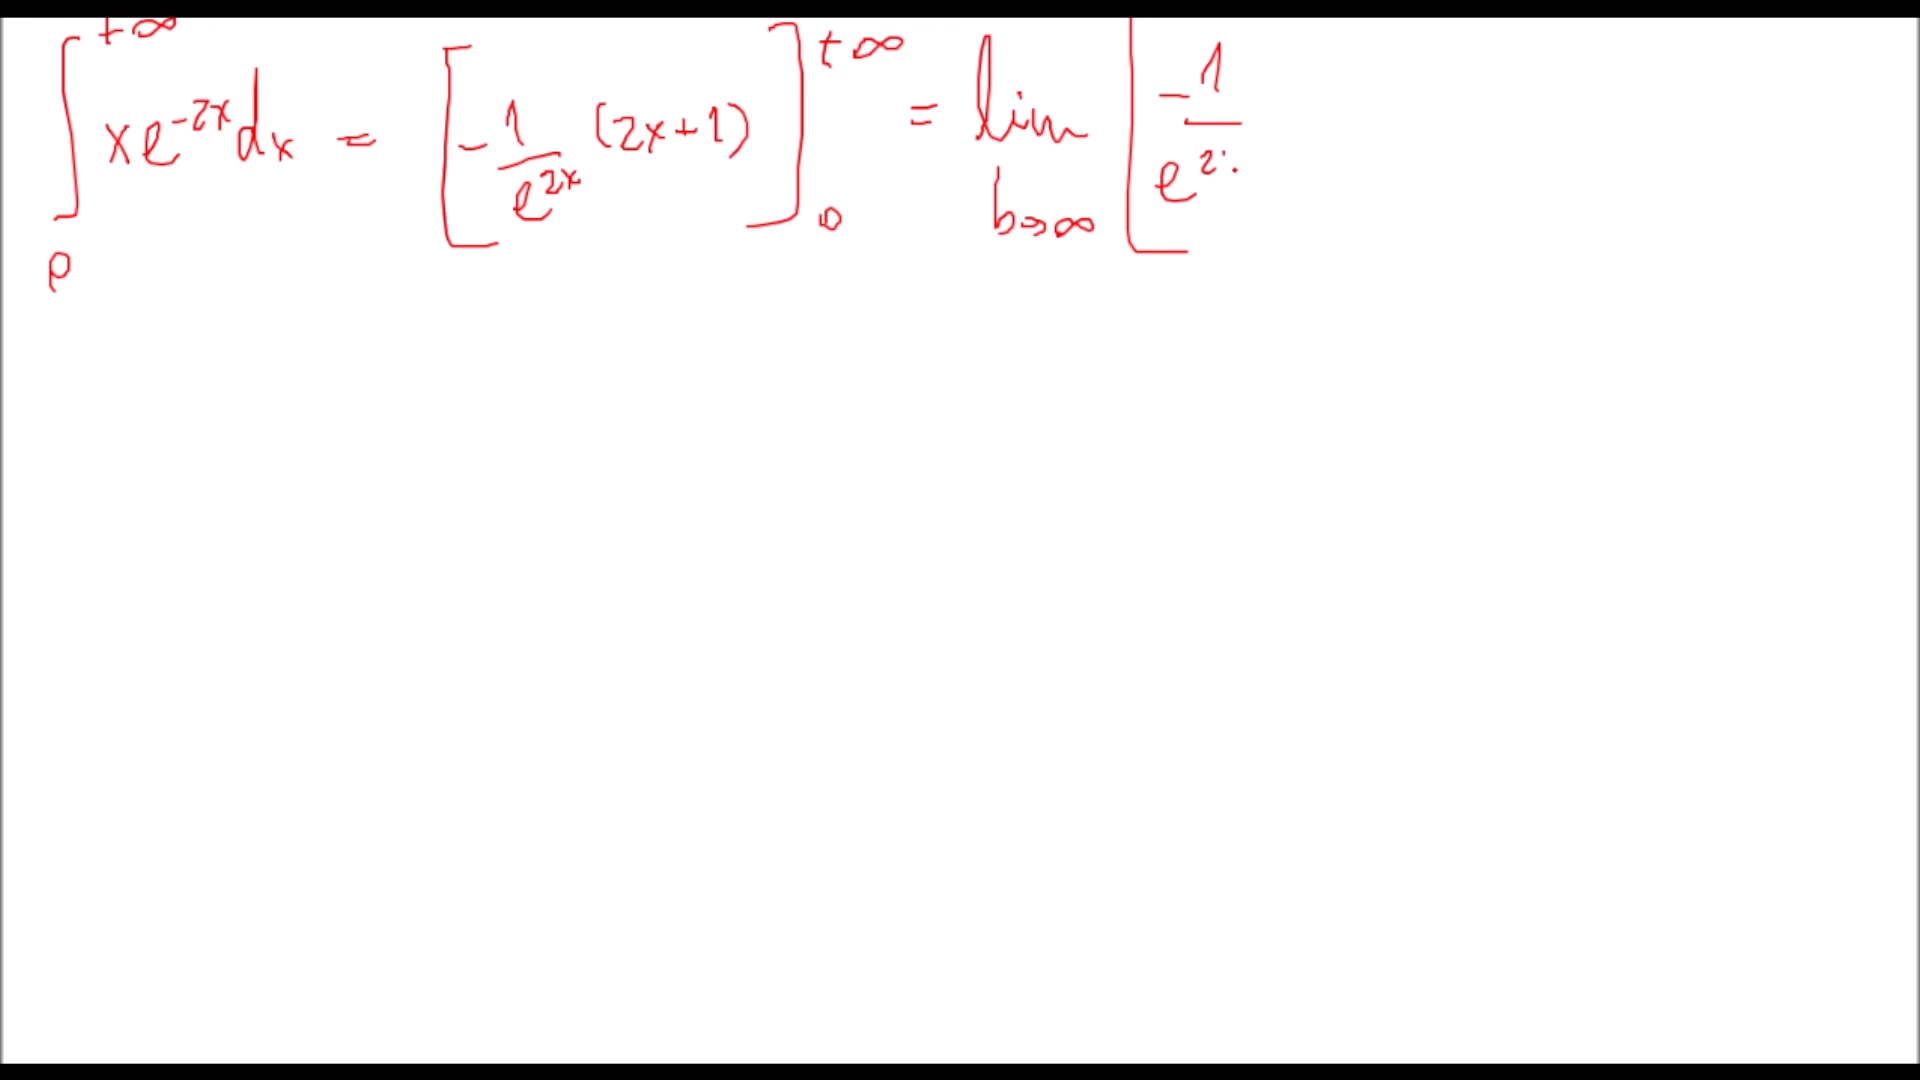 ∫₀^{+∞} xe^{-2x}dx = [-1/e^{2x} (2x+1)]₀^{+∞} = lim_{b→∞} [-1/e^{2